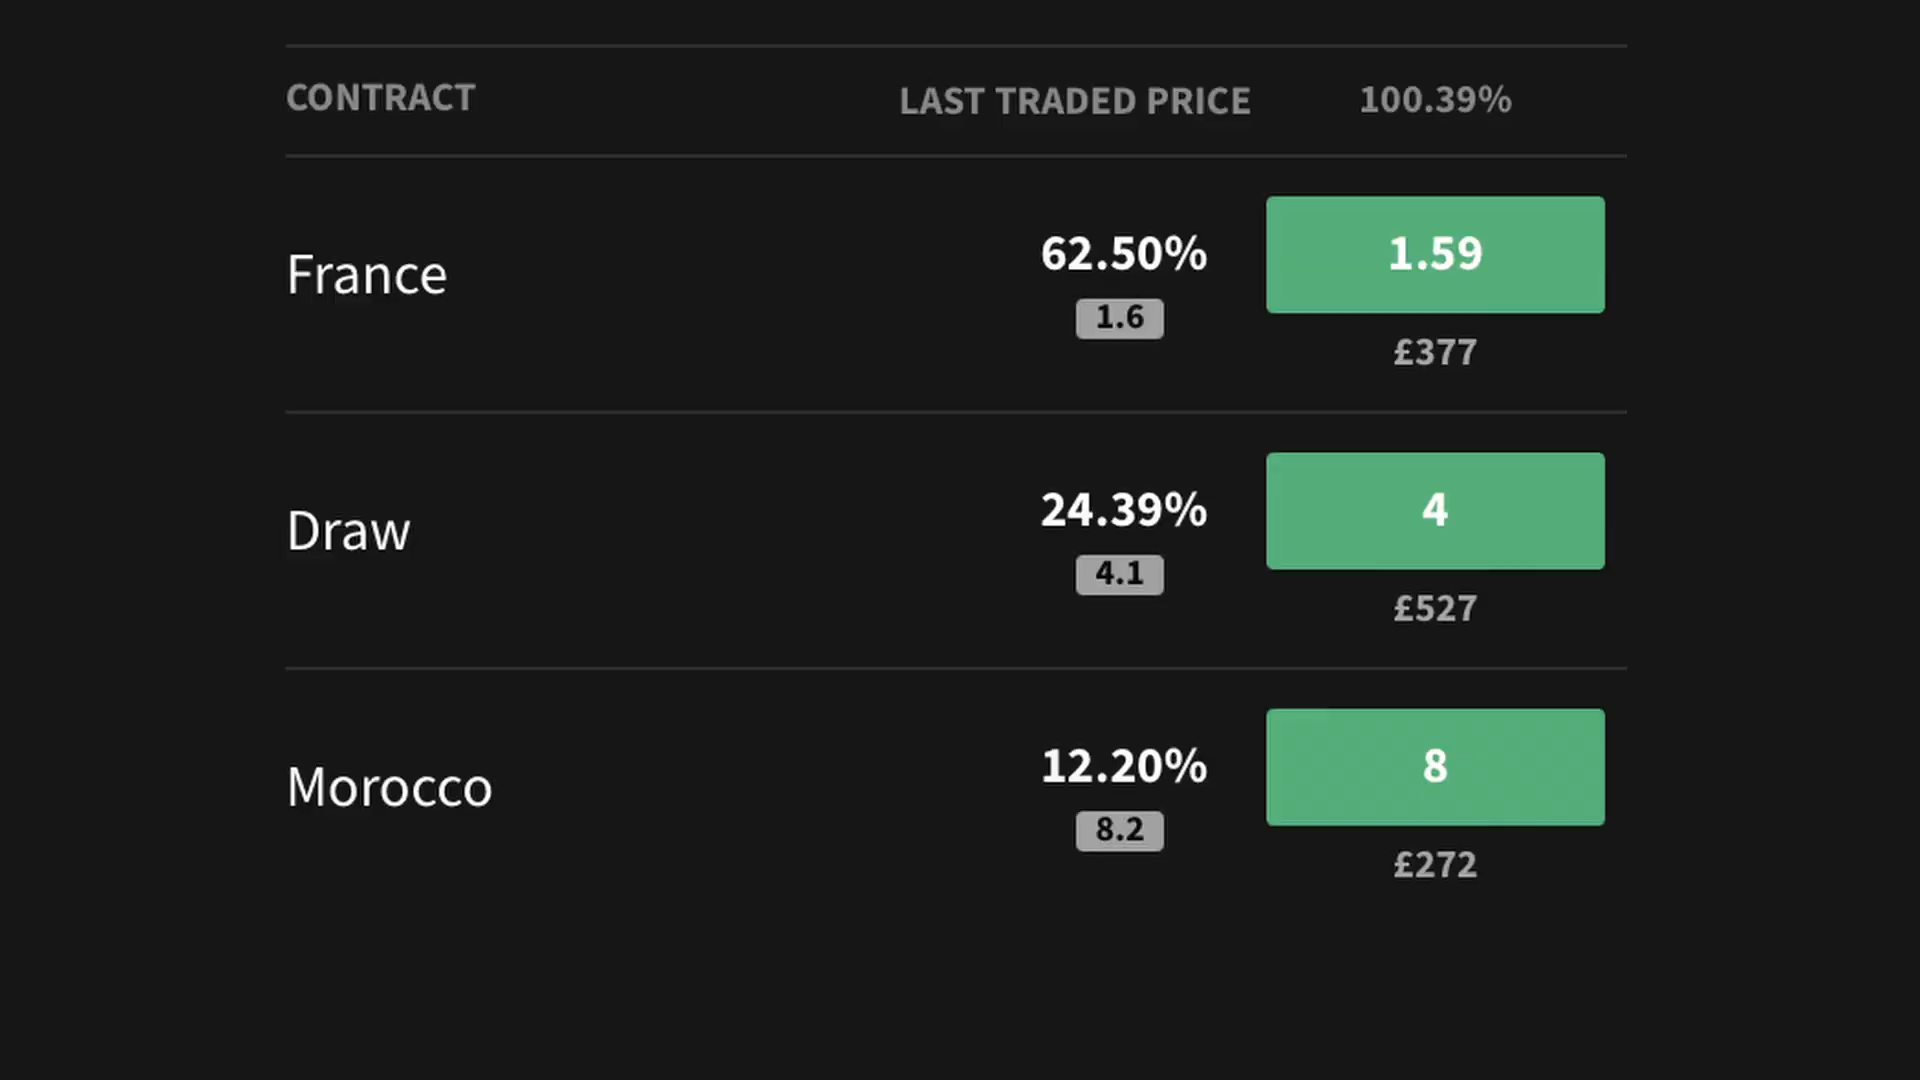 CONTRACT LAST TRADED PRICE 100.39%
France 62.50% 1.59
1.6
£377
Draw 24.39% 4
4.1
£527
Morocco 12.20% 8
8.2
£272